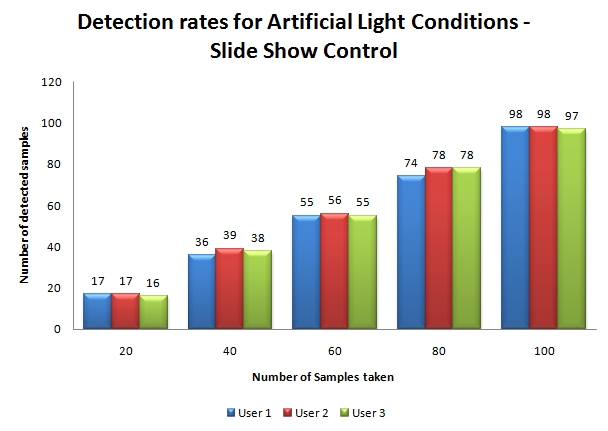 Detection rates for Artificial Light Conditions -
Slide Show Control
120
100
80
60
40
20
0
Number of detected samples
17 17 16
36 39 38
55 56 55
74 78 78
98 98 97
20 40 60 80 100
Number of Samples taken
User 1 User 2 User 3